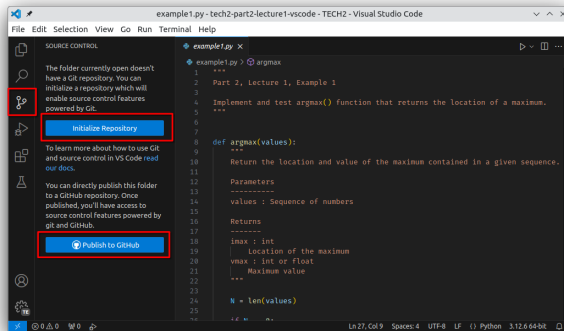 example1.py - tech2-part2-lecture1-vscode - TECH2 - Visual Studio Code
File Edit Selection View Go Run Terminal Help
SOURCE CONTROL
The folder currently open doesn't
have a Git repository. You can
initialize a repository which will
enable source control features
powered by Git.
Initialize Repository
To learn more about how to use Git
and source control in VS Code read
our docs.
You can directly publish this folder
to a GitHub repository. Once
published, you'll have access to
source control features powered by
git and GitHub.
Publish to GitHub
TE
example1.py
example1.py > argmax
1 """
2 Part 2, Lecture 1, Example 1
3
4 Implement and test argmax() function that returns the location of a maximum.
5 """
6
7
8 def argmax(values):
9 """
10 Return the location and value of the maximum contained in a given sequence.
11
12 Parameters
13 ----------
14 values : Sequence of numbers
15
16 Returns
17 -------
18 imax : int
19 Location of the maximum
20 vmax : int or float
21 Maximum value
22 """
23
24 N = len(values)
25
0 0 0 Ln 27, Col 9 Spaces: 4 UTF-8 LF Python 3.12.6 64-bit